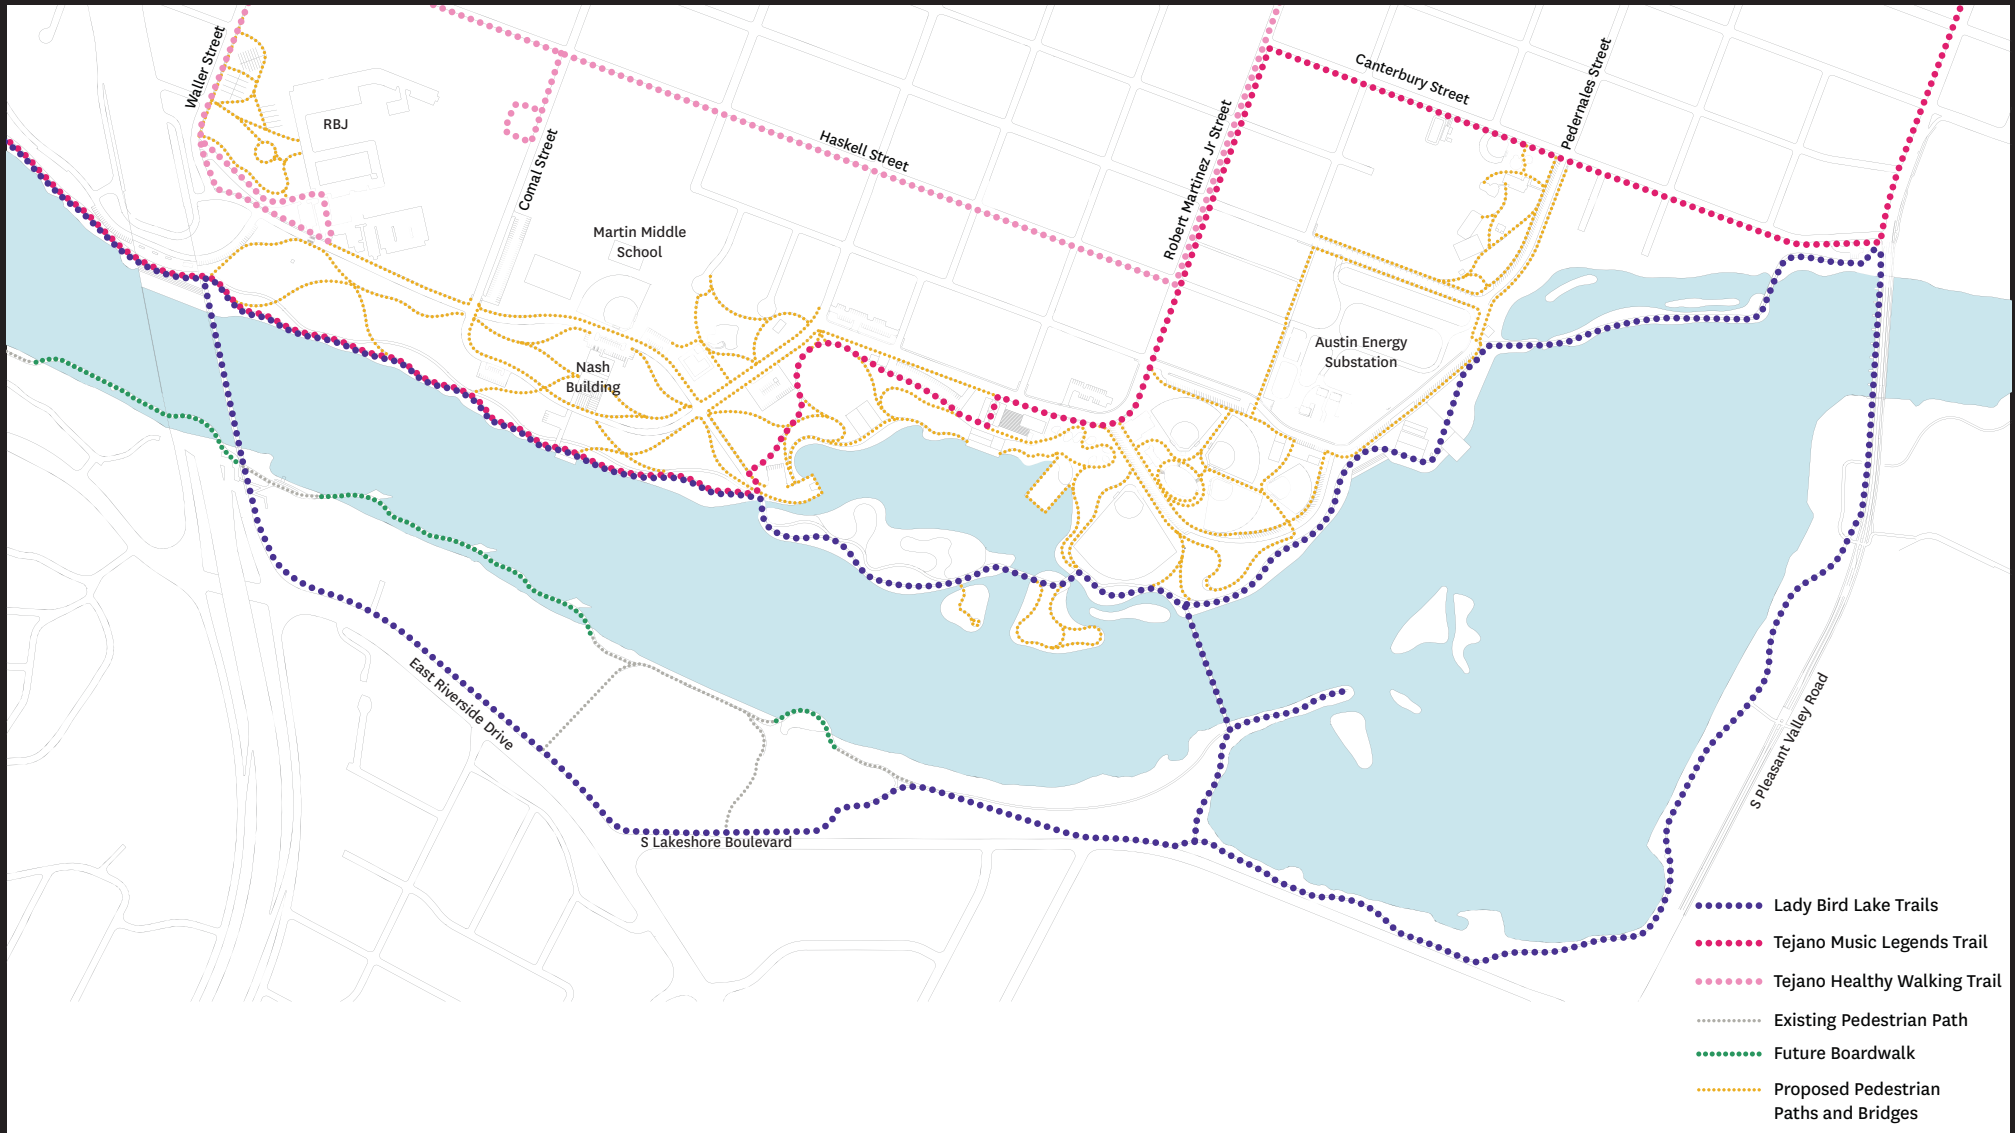 Waller Street
RBJ
Comal Street
Haskell Street
Robert Martinez Jr Street
Canterbury Street
Pedernales Street
Martin Middle
School
Nash
Building
Austin Energy
Substation
East Riverside Drive
S Lakeshore Boulevard
S Pleasant Valley Road
Lady Bird Lake Trails
Tejano Music Legends Trail
Tejano Healthy Walking Trail
Existing Pedestrian Path
Future Boardwalk
Proposed Pedestrian
Paths and Bridges